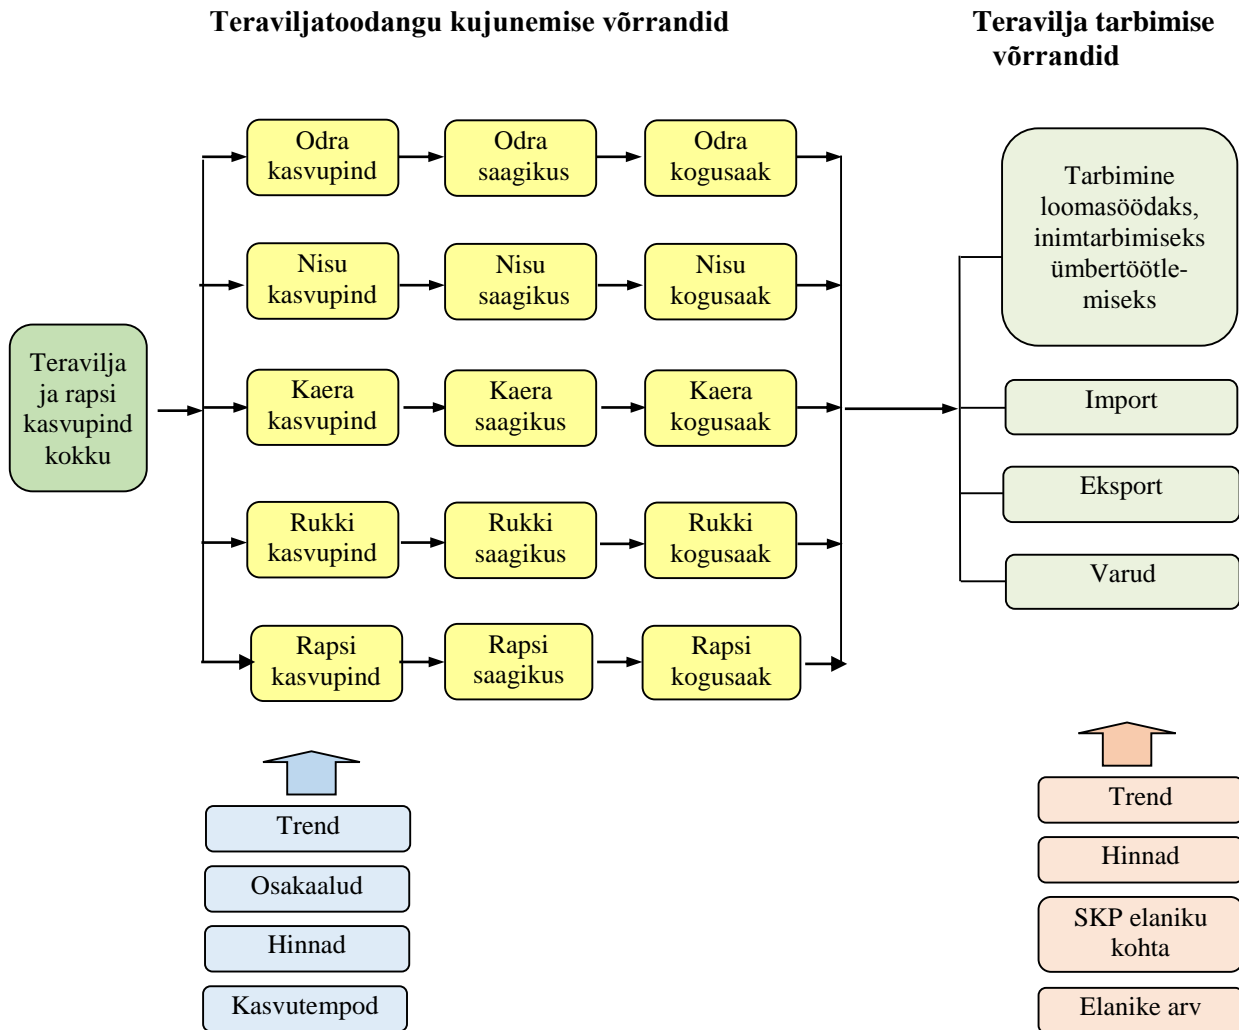 Teraviljatoodangu kujunemise võrrandid
Teravilja tarbimise
võrrandid
Teravilja
ja rapsi
kasvupind
kokku
Odra
kasvupind
Odra
saagikus
Odra
kogusaak
Nisu
kasvupind
Nisu
saagikus
Nisu
kogusaak
Kaera
kasvupind
Kaera
saagikus
Kaera
kogusaak
Rukki
kasvupind
Rukki
saagikus
Rukki
kogusaak
Rapsi
kasvupind
Rapsi
saagikus
Rapsi
kogusaak
Tarbimine
loomasöödaks,
inimtarbimiseks
ümbertöötle-
miseks
Import
Eksport
Varud
Trend
Osakaalud
Hinnad
Kasvutempod
Trend
Hinnad
SKP elaniku
kohta
Elanike arv